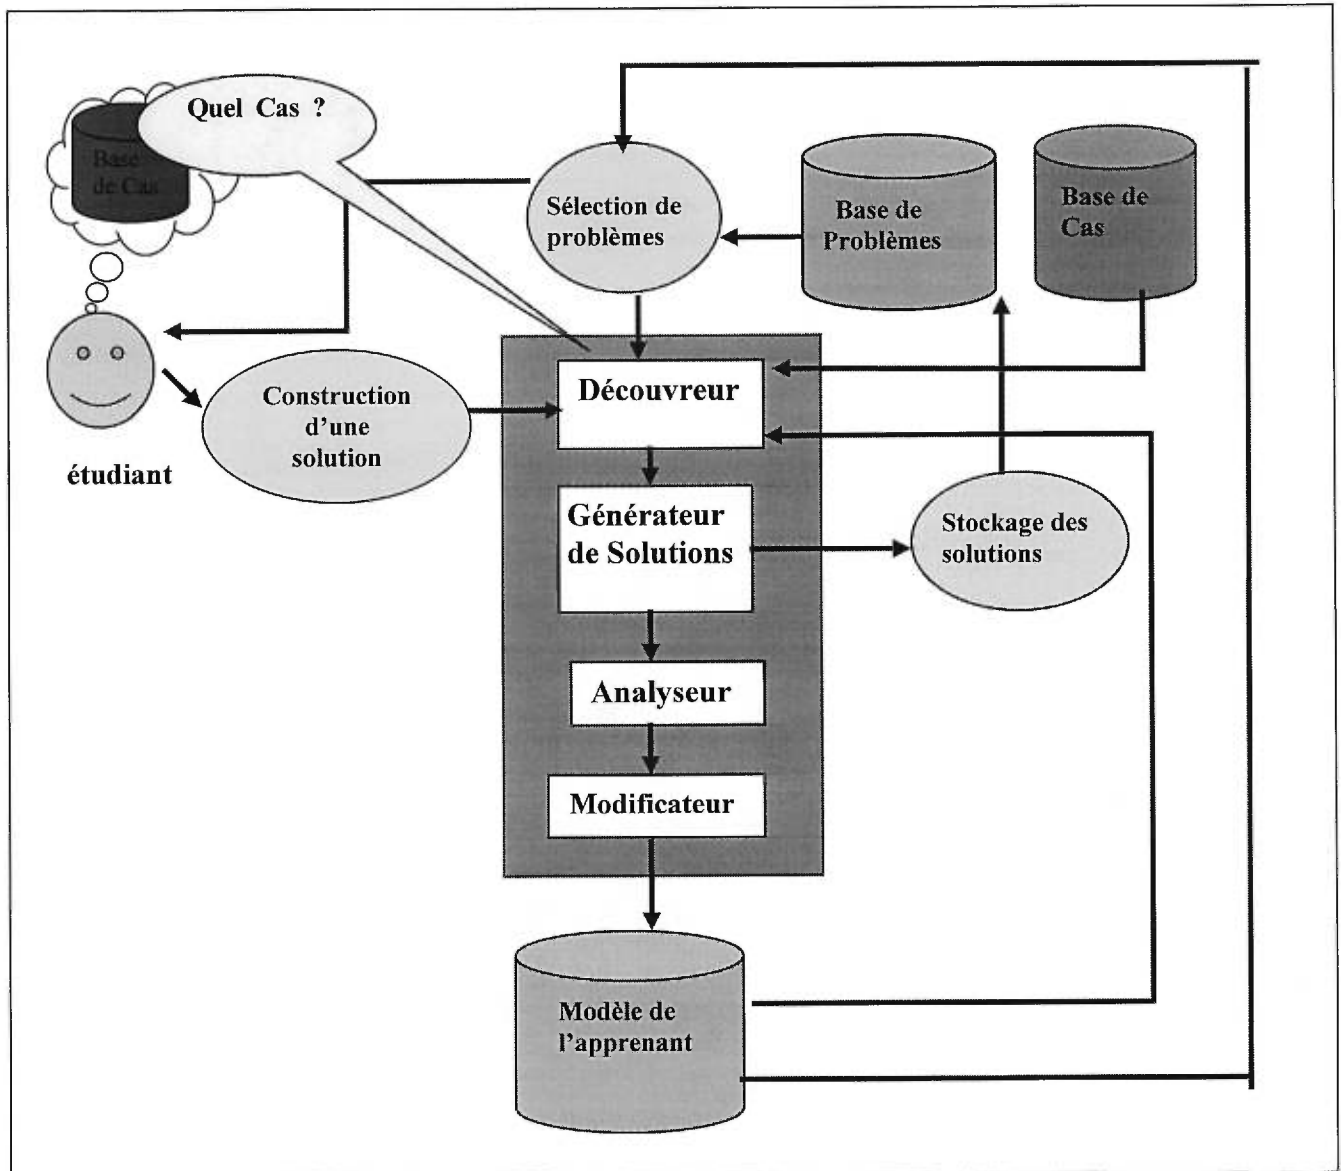 Quel Cas ?
Base
de Cas
Sélection de
problèmes
Base de
Problèmes
Base de
Cas
étudiant
Construction
d'une
solution
Découvreur
Générateur
de Solutions
Stockage des
solutions
Analyseur
Modificateur
Modèle de
l'apprenant